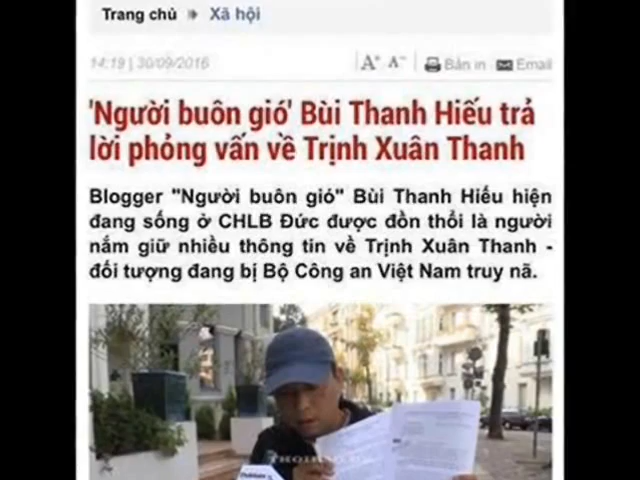 Trang chủ Xã hội
14:19 | 30/09/2016 A+ A- Bản in Email
'Người buôn gió' Bùi Thanh Hiếu trả
lời phỏng vấn về Trịnh Xuân Thanh
Blogger "Người buôn gió" Bùi Thanh Hiếu hiện
đang sống ở CHLB Đức được đồn thổi là người
nắm giữ nhiều thông tin về Trịnh Xuân Thanh -
đối tượng đang bị Bộ Công an Việt Nam truy nã.